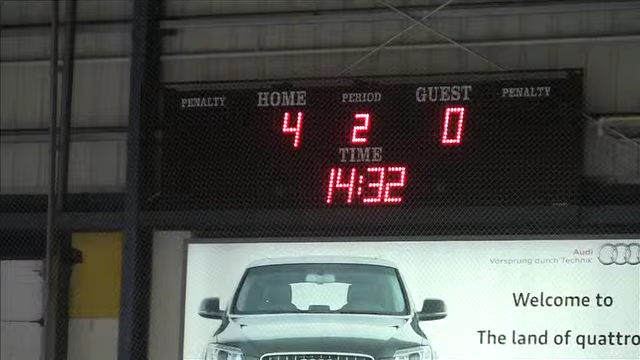 PENALTY HOME PERIOD GUEST PENALTY
4 2 0
TIME
14:32
Audi
Vorsprung durch Technik
Welcome to
The land of quattro